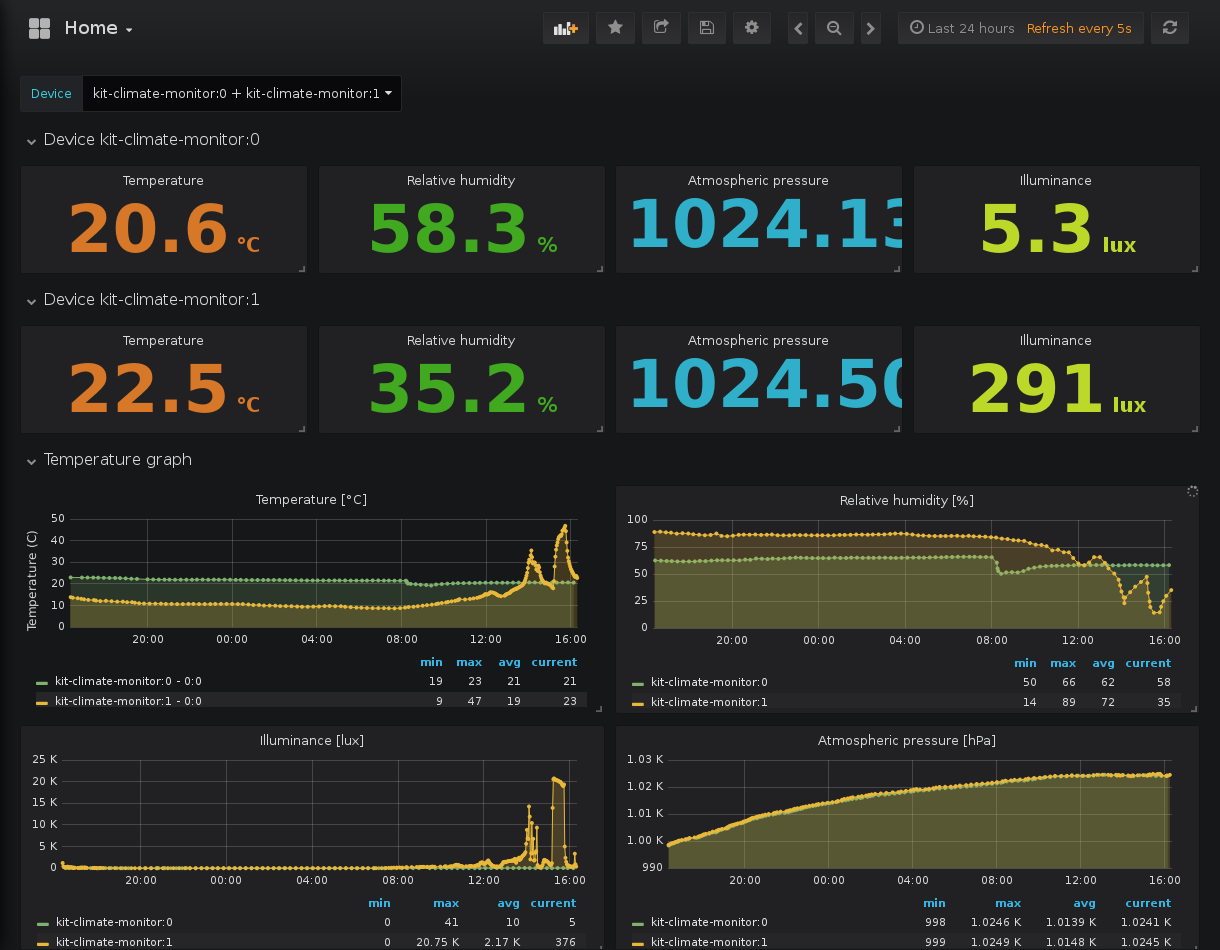 Home
Last 24 hours Refresh every 5s
Device kit-climate-monitor:0 + kit-climate-monitor:1
Device kit-climate-monitor:0
Temperature
20.6 °C
Relative humidity
58.3 %
Atmospheric pressure
1024.13
Illuminance
5.3 lux
Device kit-climate-monitor:1
Temperature
22.5 °C
Relative humidity
35.2 %
Atmospheric pressure
1024.50
Illuminance
291 lux
Temperature graph
Temperature [°C]
Temperature (C)
50
40
30
20
10
0
20:00 00:00 04:00 08:00 12:00 16:00
min max avg current
kit-climate-monitor:0 - 0:0 19 23 21 21
kit-climate-monitor:1 - 0:0 9 47 19 23
Relative humidity [%]
100
75
50
25
0
20:00 00:00 04:00 08:00 12:00 16:00
min max avg current
kit-climate-monitor:0 50 66 62 58
kit-climate-monitor:1 14 89 72 35
Illuminance [lux]
25 K
20 K
15 K
10 K
5 K
0
20:00 00:00 04:00 08:00 12:00 16:00
min max avg current
kit-climate-monitor:0 0 41 10 5
kit-climate-monitor:1 0 20.75 K 2.17 K 376
Atmospheric pressure [hPa]
1.03 K
1.02 K
1.01 K
1.00 K
990
20:00 00:00 04:00 08:00 12:00 16:00
min max avg current
kit-climate-monitor:0 998 1.0246 K 1.0139 K 1.0241 K
kit-climate-monitor:1 999 1.0249 K 1.0148 K 1.0245 K